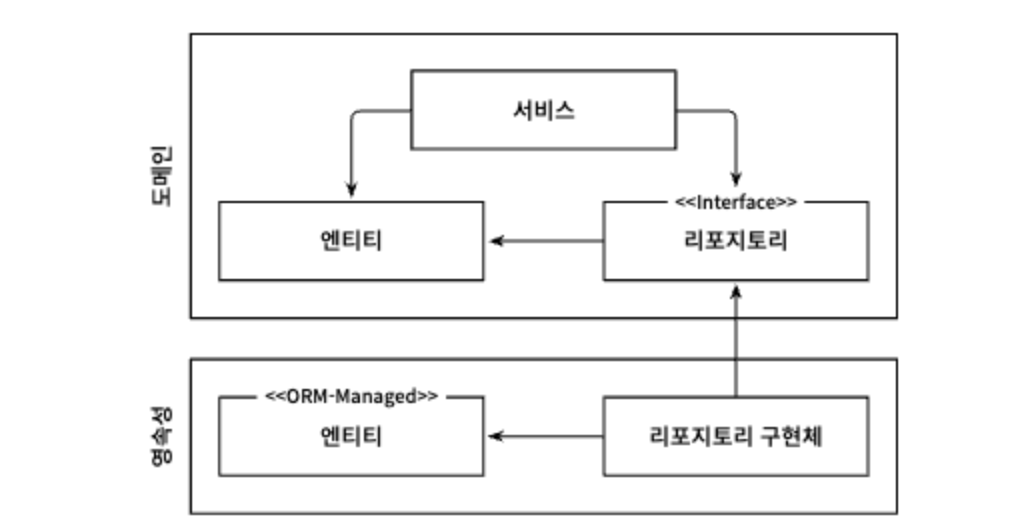 도메인
서비스
엔티티
<<Interface>>
리포지토리
영속성
<<ORM-Managed>>
엔티티
리포지토리 구현체